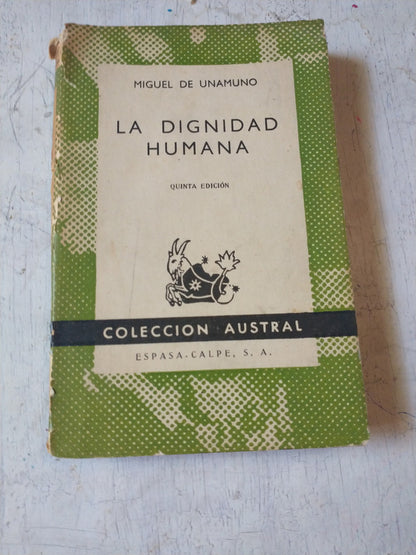 MIGUEL DE UNAMUNO
LA DIGNIDAD
HUMANA
QUINTA EDICIÓN
COLECCION AUSTRAL
ESPASA-CALPE, S. A.